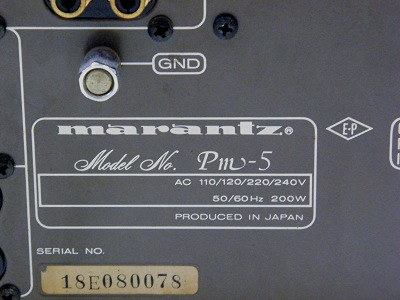 GND
marantz®
Model No. Pm-5
AC 110/120/220/240V
50/60Hz 200W
PRODUCED IN JAPAN
E-P
SERIAL NO.
18E080078